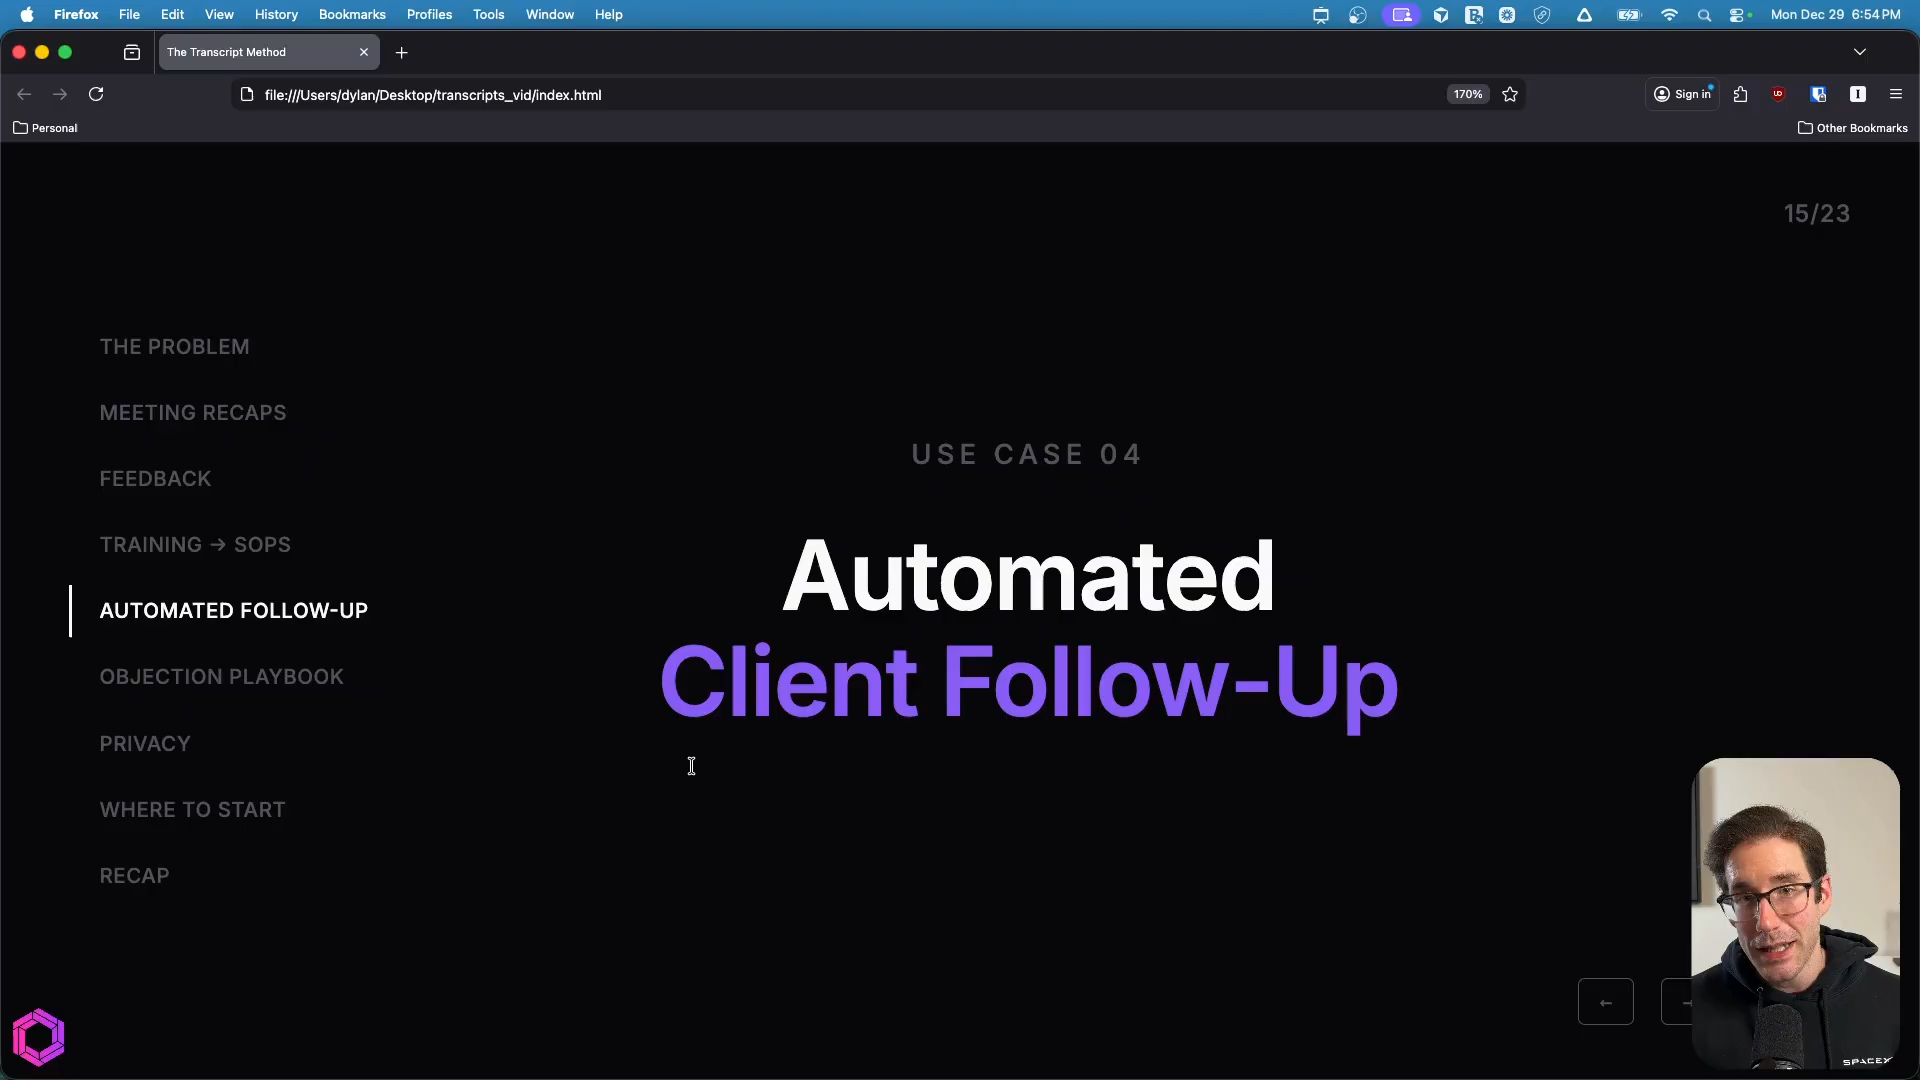 Firefox File Edit View History Bookmarks Profiles Tools Window Help Mon Dec 29 6:54 PM
The Transcript Method
file:///Users/dylan/Desktop/transcripts_vid/index.html 170% Sign in
Personal Other Bookmarks
15/23
THE PROBLEM
MEETING RECAPS
FEEDBACK
TRAINING → SOPS
AUTOMATED FOLLOW-UP
OBJECTION PLAYBOOK
PRIVACY
WHERE TO START
RECAP
USE CASE 04
Automated
Client Follow-Up
SPACEX